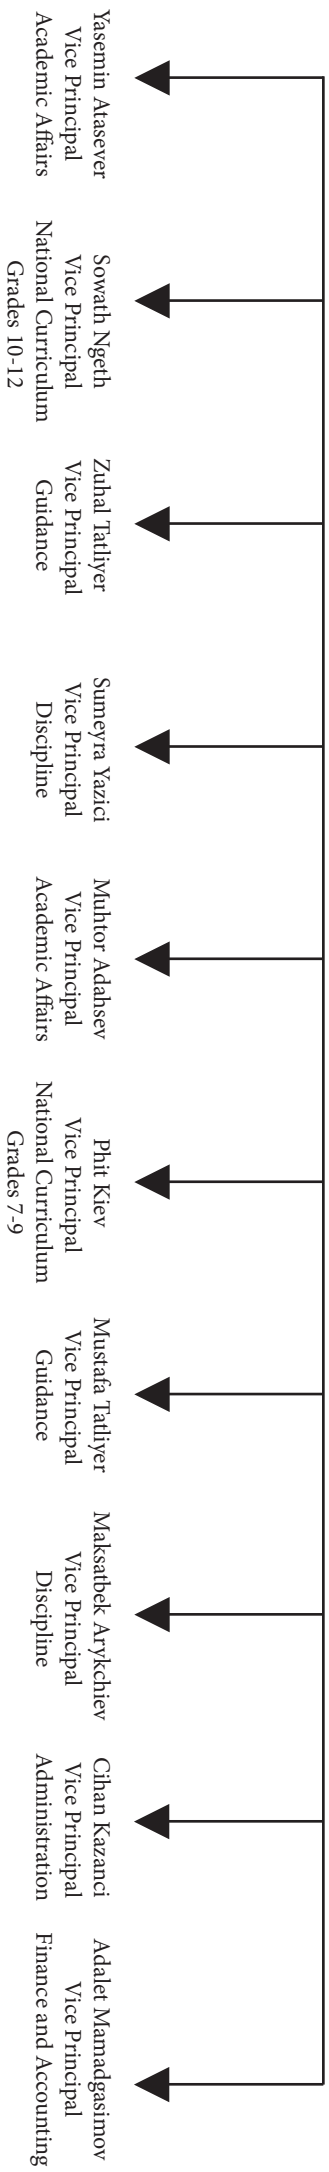 Yasemin Atasever
Vice Principal
Academic Affairs
Sowath Ngeth
Vice Principal
National Curriculum
Grades 10-12
Zuhal Tatliyer
Vice Principal
Guidance
Sumeyra Yazici
Vice Principal
Discipline
Muhtor Adahsev
Vice Principal
Academic Affairs
Phit Kiev
Vice Principal
National Curriculum
Grades 7-9
Mustafa Tatliyer
Vice Principal
Guidance
Maksatbek Arykchiev
Vice Principal
Discipline
Cihan Kazanci
Vice Principal
Administration
Adalet Mamadgasimov
Vice Principal
Finance and Accounting